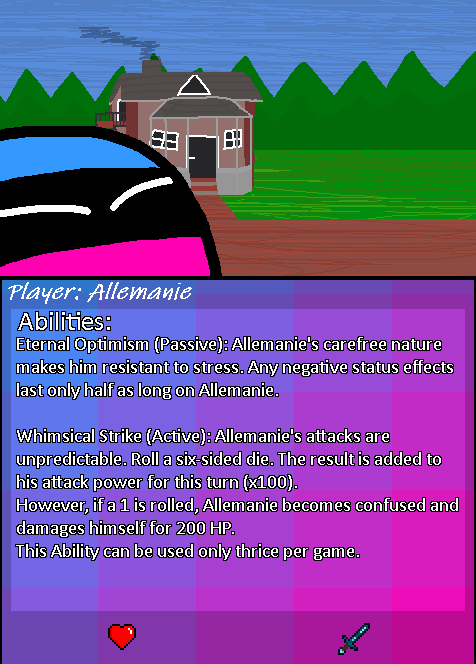 Player: Allemanie
Abilities:
Eternal Optimism (Passive): Allemanie's carefree nature
makes him resistant to stress. Any negative status effects
last only half as long on Allemanie.
Whimsical Strike (Active): Allemanie's attacks are
unpredictable. Roll a six-sided die. The result is added to
his attack power for this turn (x100).
However, if a 1 is rolled, Allemanie becomes confused and
damages himself for 200 HP.
This Ability can be used only thrice per game.